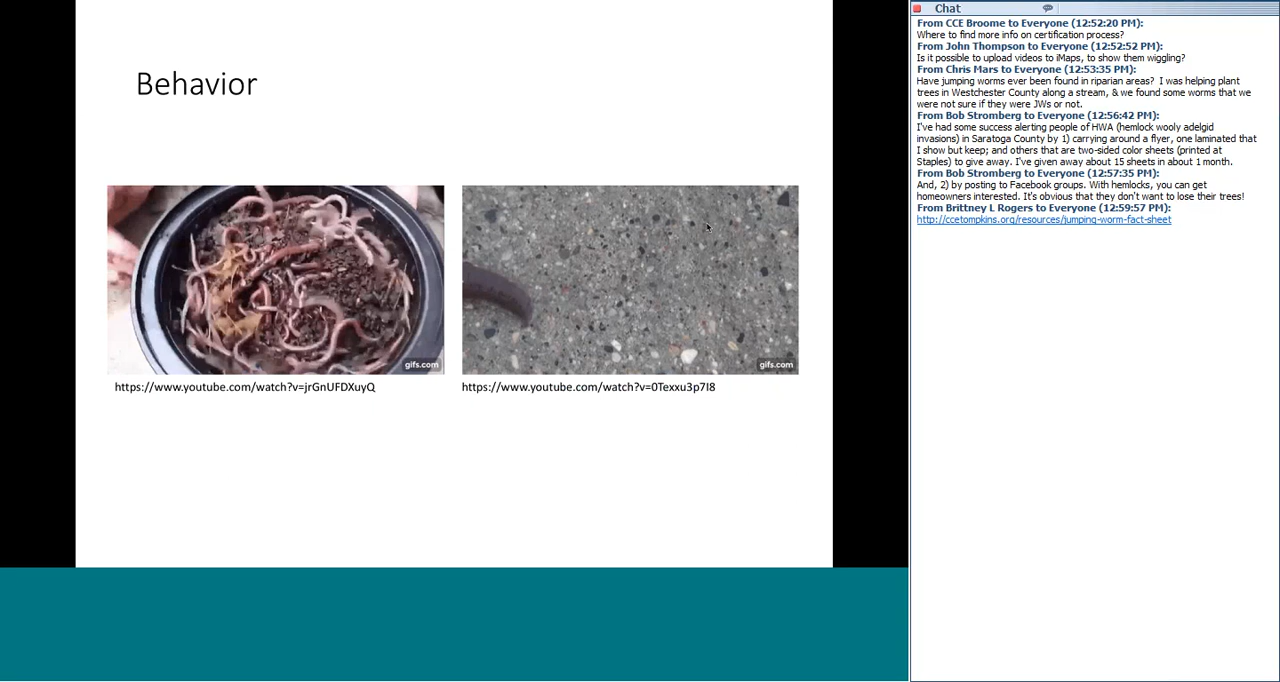 Behavior
gifs.com
gifs.com
https://www.youtube.com/watch?v=jrGnUFDXuyQ
https://www.youtube.com/watch?v=0Texxu3p7I8
Chat
From CCE Broome to Everyone (12:52:20 PM):
Where to find more info on certification process?
From John Thompson to Everyone (12:52:52 PM):
Is it possible to upload videos to iMaps, to show them wiggling?
From Chris Mars to Everyone (12:53:35 PM):
Have jumping worms ever been found in riparian areas?  I was helping plant
trees in Westchester County along a stream, & we found some worms that we
were not sure if they were JWs or not.
From Bob Stromberg to Everyone (12:56:42 PM):
I've had some success alerting people of HWA (hemlock wooly adelgid
invasions) in Saratoga County by 1) carrying around a flyer, one laminated that
I show but keep; and others that are two-sided color sheets (printed at
Staples) to give away. I've given away about 15 sheets in about 1 month.
From Bob Stromberg to Everyone (12:57:35 PM):
And, 2) by posting to Facebook groups. With hemlocks, you can get
homeowners interested. It's obvious that they don't want to lose their trees!
From Brittney L Rogers to Everyone (12:59:57 PM):
http://ccetompkins.org/resources/jumping-worm-fact-sheet